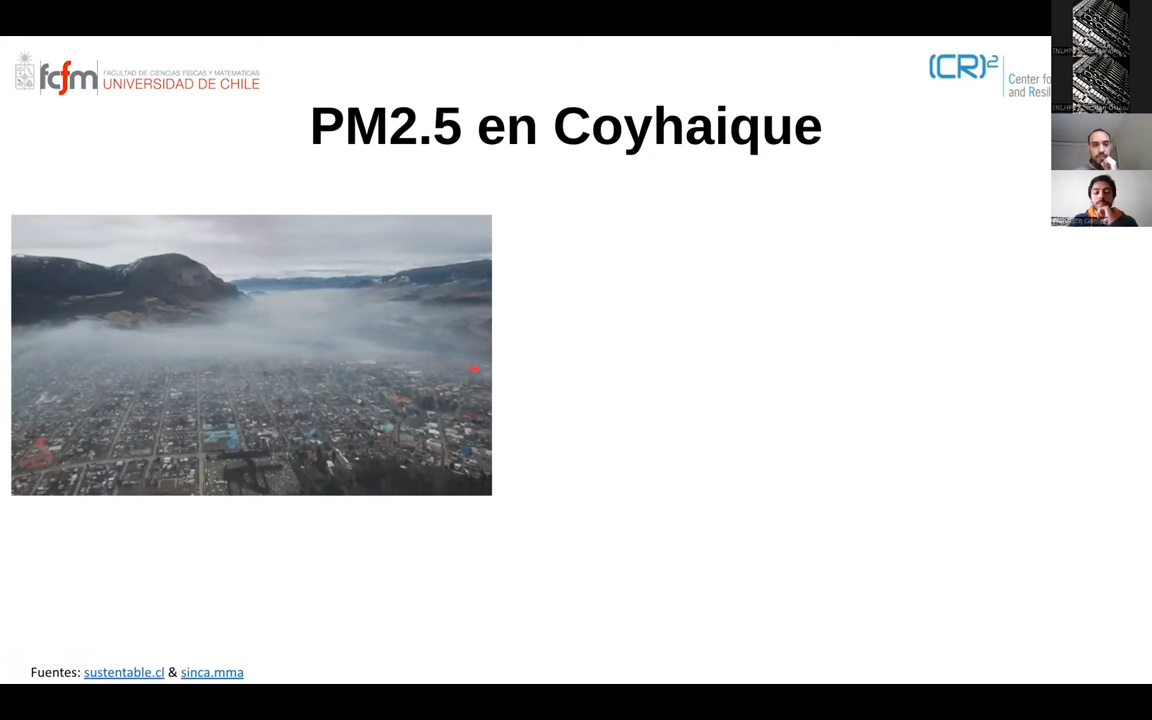 fcfm
FACULTAD DE CIENCIAS FÍSICAS Y MATEMÁTICAS
UNIVERSIDAD DE CHILE
(CR)²
Center for
and Resil
PM2.5 en Coyhaique
Fuentes: sustentable.cl & sinca.mma